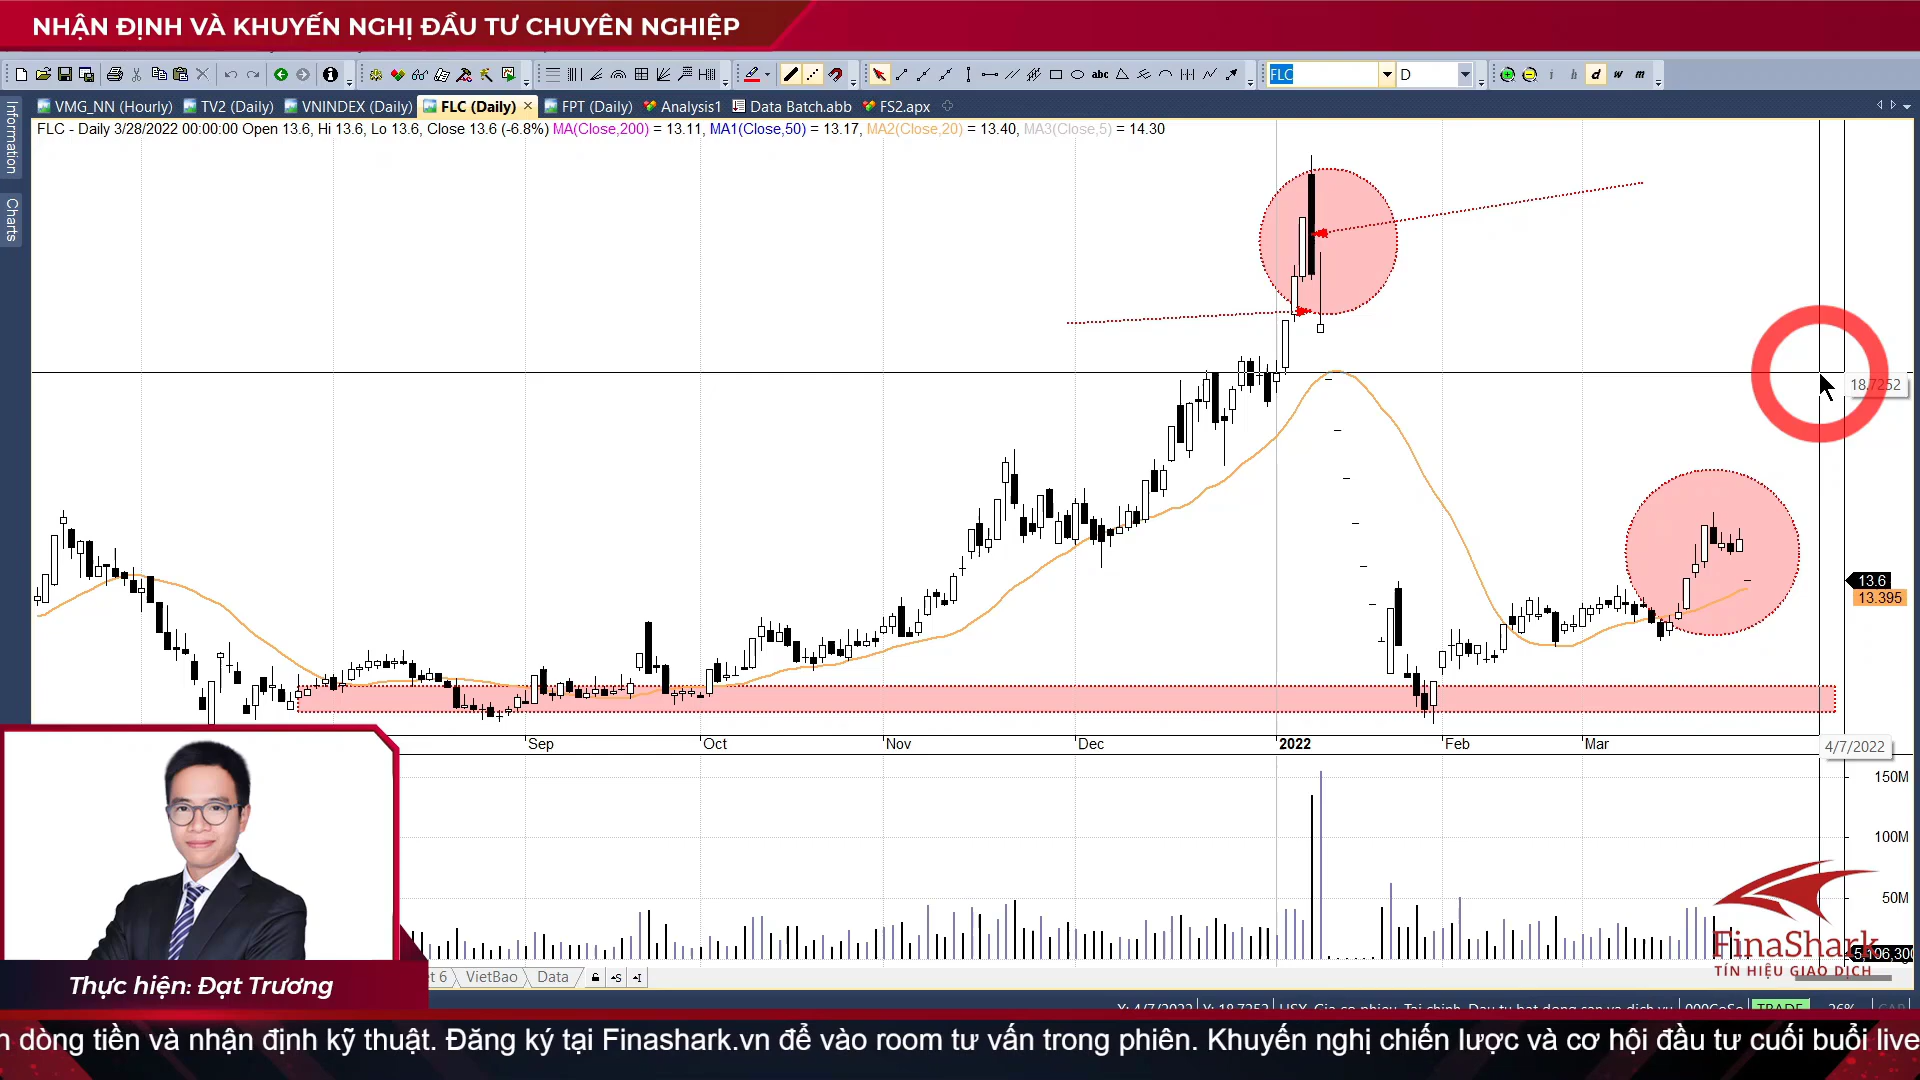 NHẬN ĐỊNH VÀ KHUYẾN NGHỊ ĐẦU TƯ CHUYÊN NGHIỆP
abc FLC D i h d w m
Information
Charts
VMG_NN (Hourly) TV2 (Daily) VNINDEX (Daily) FLC (Daily) FPT (Daily) Analysis1 Data Batch.abb FS2.apx
FLC - Daily 3/28/2022 00:00:00 Open 13.6, Hi 13.6, Lo 13.6, Close 13.6 (-6.8%) MA(Close,200) = 13.11, MA1(Close,50) = 13.17, MA2(Close,20) = 13.40, MA3(Close,5) = 14.30
18.7252
13.6
13.395
Sep Oct Nov Dec 2022 Feb Mar 4/7/2022
150M
100M
50M
FinaShark
TÍN HIỆU GIAO DỊCH
VietBao Data
Thực hiện: Đạt Trương
dòng tiền và nhận định kỹ thuật. Đăng ký tại Finashark.vn để vào room tư vấn trong phiên. Khuyến nghị chiến lược và cơ hội đầu tư cuối buổi live